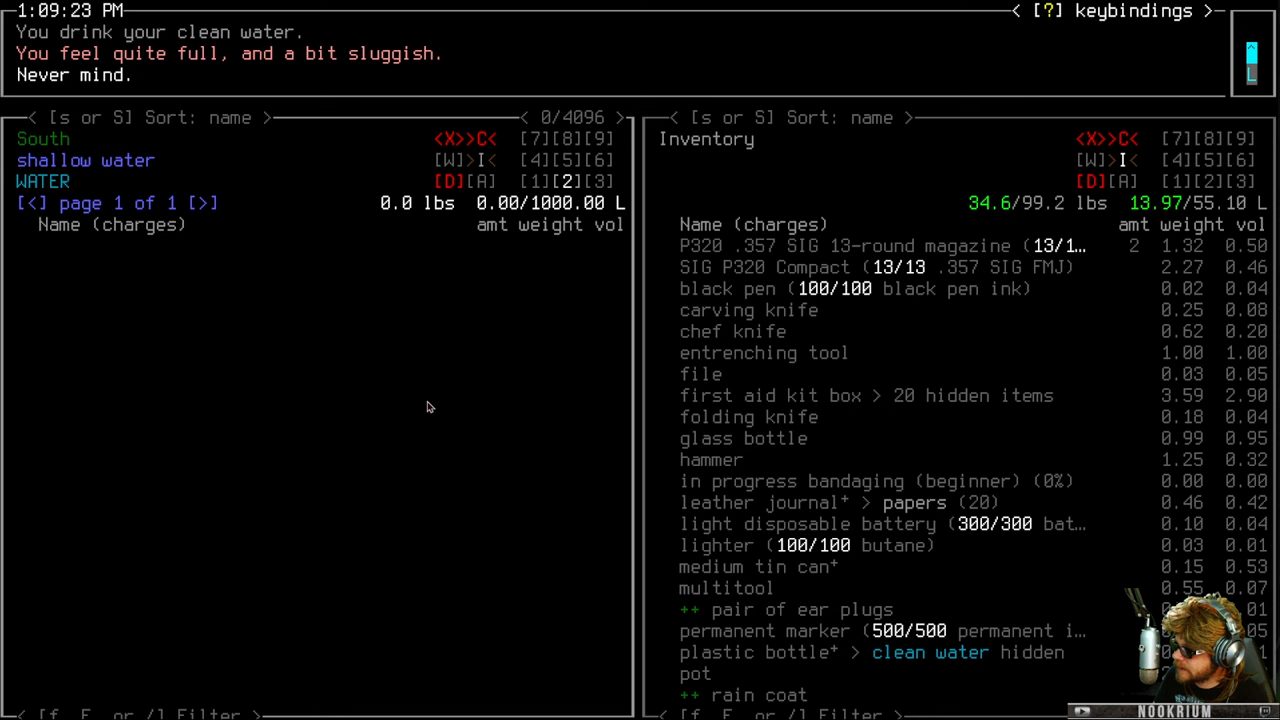 1:09:23 PM
< [?] keybindings >
You drink your clean water.
You feel quite full, and a bit sluggish.
Never mind.
< [s or S] Sort: name >
< 0/4096 >
South
<X>>C< [7][8][9]
shallow water
[W]>I< [4][5][6]
WATER
[D][A] [1][2][3]
[<] page 1 of 1 [>]
0.0 lbs 0.00/1000.00 L
Name (charges)
amt weight vol
[f, F, or /] Filter >
< [s or S] Sort: name >
Inventory
<X>>C< [7][8][9]
[W]>I< [4][5][6]
[D][A] [1][2][3]
34.6/99.2 lbs 13.97/55.10 L
Name (charges) amt weight vol
P320 .357 SIG 13-round magazine (13/1… 2 1.32 0.50
SIG P320 Compact (13/13 .357 SIG FMJ) 2.27 0.46
black pen (100/100 black pen ink) 0.02 0.04
carving knife 0.25 0.08
chef knife 0.62 0.20
entrenching tool 1.00 1.00
file 0.03 0.05
first aid kit box > 20 hidden items 3.59 2.90
folding knife 0.18 0.04
glass bottle 0.99 0.95
hammer 1.25 0.32
in progress bandaging (beginner) (0%) 0.00 0.00
leather journal* > papers (20) 0.46 0.42
light disposable battery (300/300 bat… 0.10 0.04
lighter (100/100 butane) 0.03 0.01
medium tin can* 0.15 0.53
multitool 0.55 0.07
++ pair of ear plugs
permanent marker (500/500 permanent i…
plastic bottle* > clean water hidden
pot
++ rain coat
[f, F, or /] Filter >
NOOKRIUM